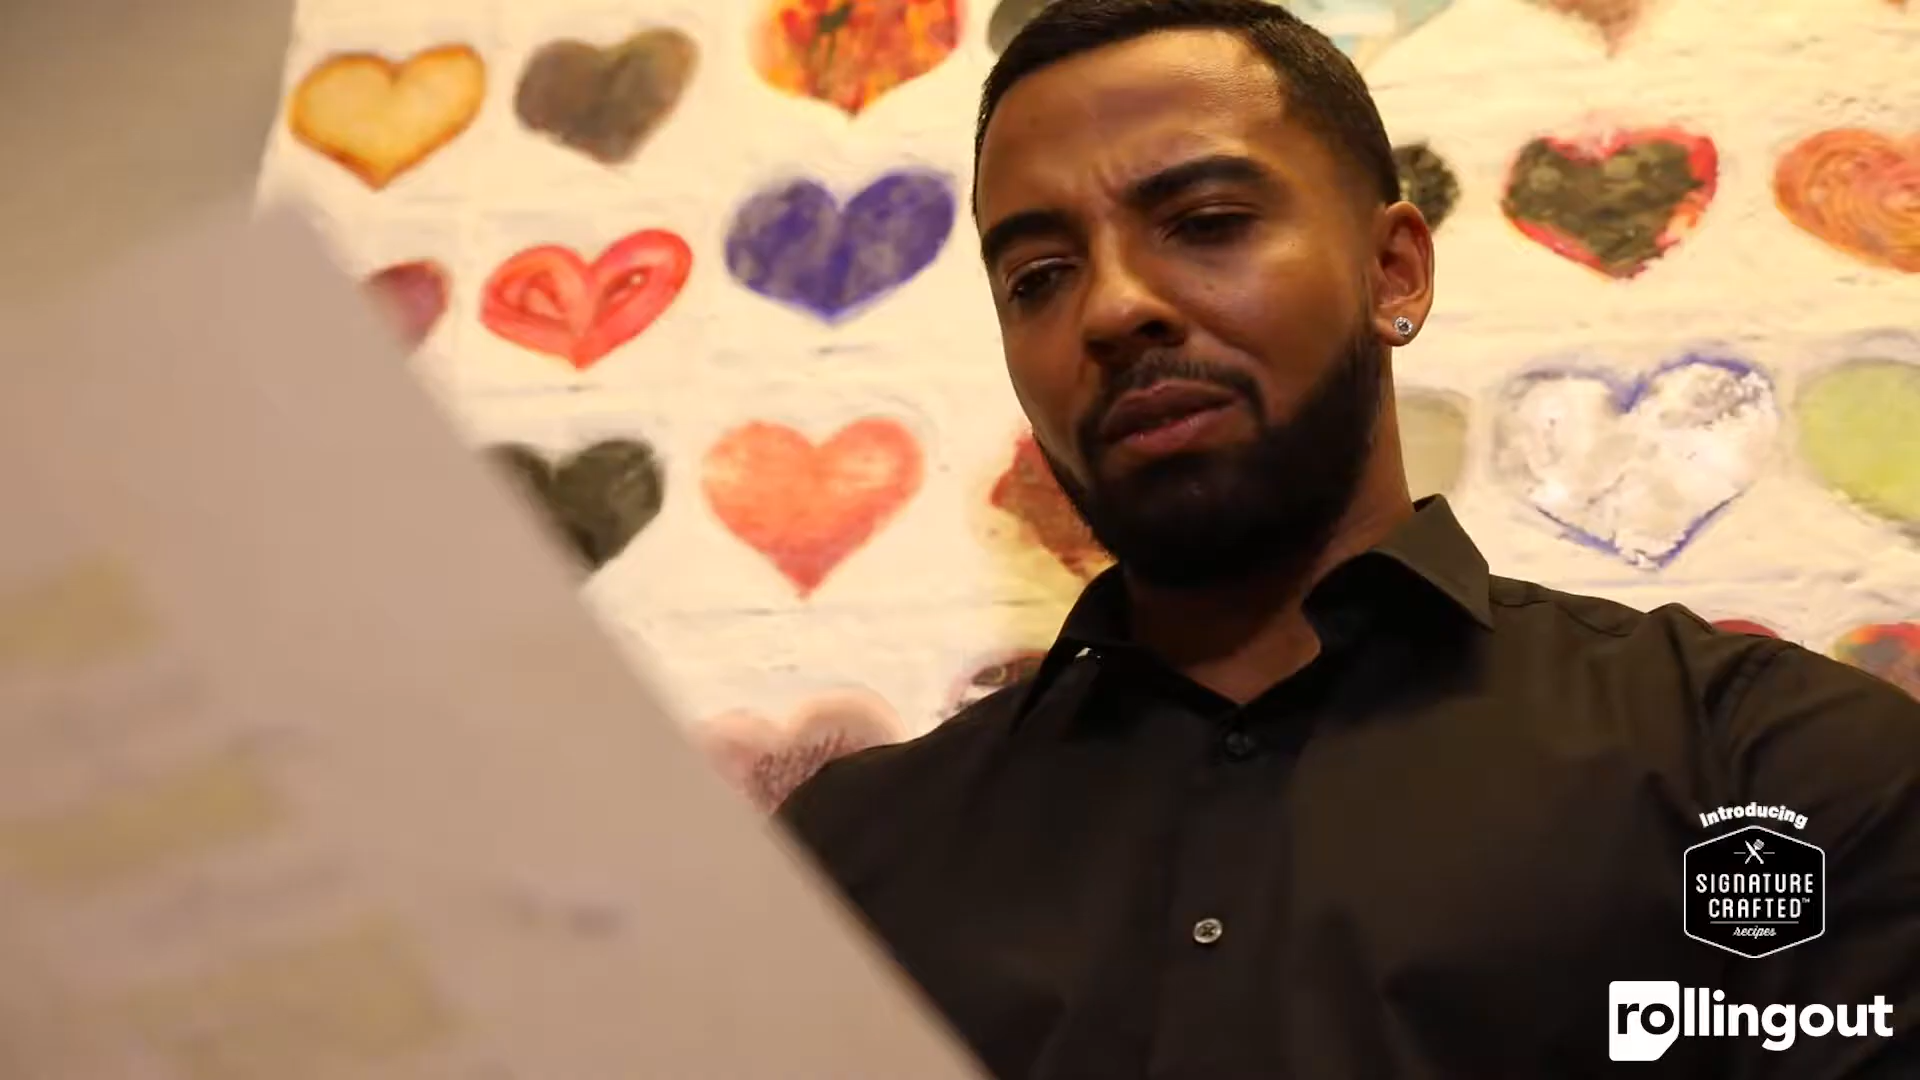 Introducing
SIGNATURE
CRAFTED™
recipes
rollingout